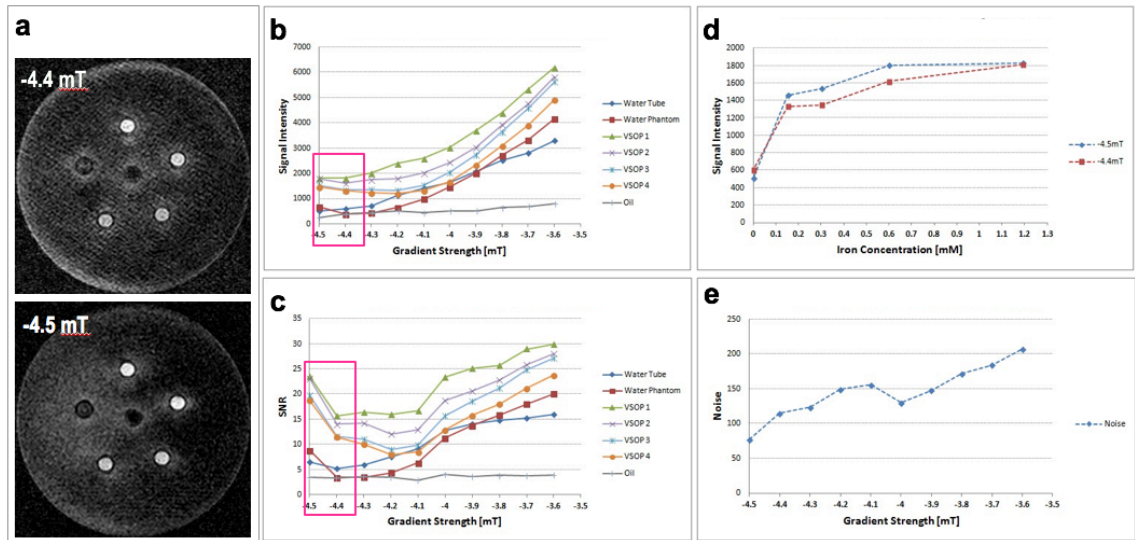 a
-4.4 mT
-4.5 mT
b
Signal Intensity
7000
6000
5000
4000
3000
2000
1000
0
-4.5 -4.4 -4.3 -4.2 -4.1 -4 -3.9 -3.8 -3.7 -3.6 -3.5
Gradient Strength [mT]
Water Tube
Water Phantom
VSOP 1
VSOP 2
VSOP 3
VSOP 4
Oil
c
SNR
35
30
25
20
15
10
5
0
-4.5 -4.4 -4.3 -4.2 -4.1 -4 -3.9 -3.8 -3.7 -3.6 -3.5
Gradient Strength [mT]
Water Tube
Water Phantom
VSOP 1
VSOP 2
VSOP 3
VSOP 4
Oil
d
Signal Intensity
2000
1800
1600
1400
1200
1000
800
600
400
200
0
0 0.1 0.2 0.3 0.4 0.5 0.6 0.7 0.8 0.9 1 1.1 1.2 1.3
Iron Concentration [mM]
-4.5mT
-4.4mT
e
Noise
250
200
150
100
50
0
-4.5 -4.4 -4.3 -4.2 -4.1 -4 -3.9 -3.8 -3.7 -3.6 -3.5
Gradient Strength [mT]
Noise